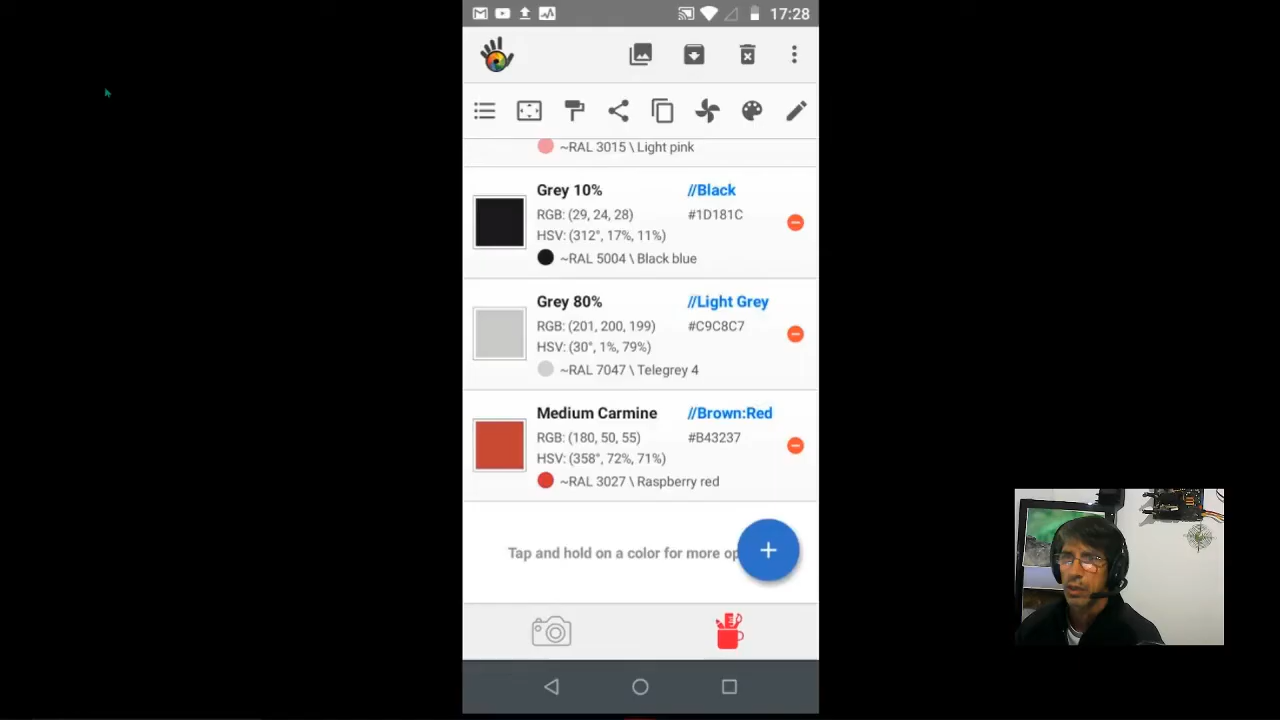 17:28
~RAL 3015 \ Light pink
Grey 10% //Black
RGB: (29, 24, 28) #1D181C
HSV: (312°, 17%, 11%)
~RAL 5004 \ Black blue
Grey 80% //Light Grey
RGB: (201, 200, 199) #C9C8C7
HSV: (30°, 1%, 79%)
~RAL 7047 \ Telegrey 4
Medium Carmine //Brown:Red
RGB: (180, 50, 55) #B43237
HSV: (358°, 72%, 71%)
~RAL 3027 \ Raspberry red
Tap and hold on a color for more op